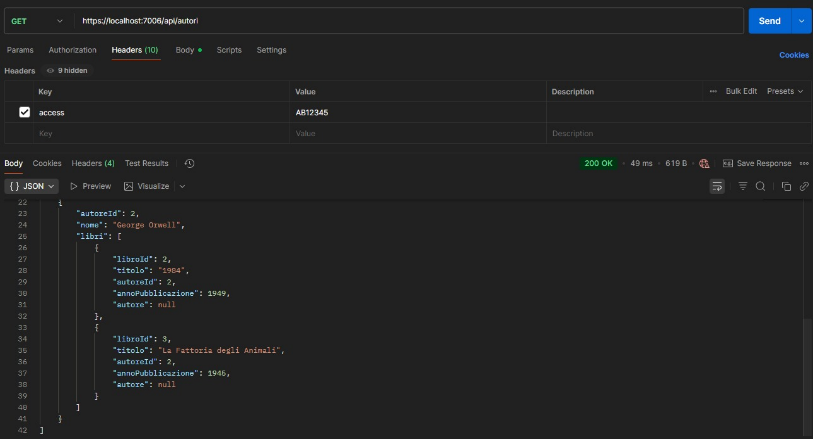 GET https://localhost:7006/api/autori Send
Params Authorization Headers (10) Body Scripts Settings
Cookies
Headers 9 hidden
Key Value Description Bulk Edit Presets
access AB12345
Key Value Description
Body Cookies Headers (4) Test Results 200 OK 49 ms 619 B Save Response
{ } JSON Preview Visualize
22 {
23 "autoreId": 2,
24 "nome": "George Orwell",
25 "libri": [
26 {
27 "libroId": 2,
28 "titolo": "1984",
29 "autoreId": 2,
30 "annoPubblicazione": 1949,
31 "autore": null
32 },
33 {
34 "libroId": 3,
35 "titolo": "La Fattoria degli Animali",
36 "autoreId": 2,
37 "annoPubblicazione": 1945,
38 "autore": null
39 }
40 ]
41 }
42 ]